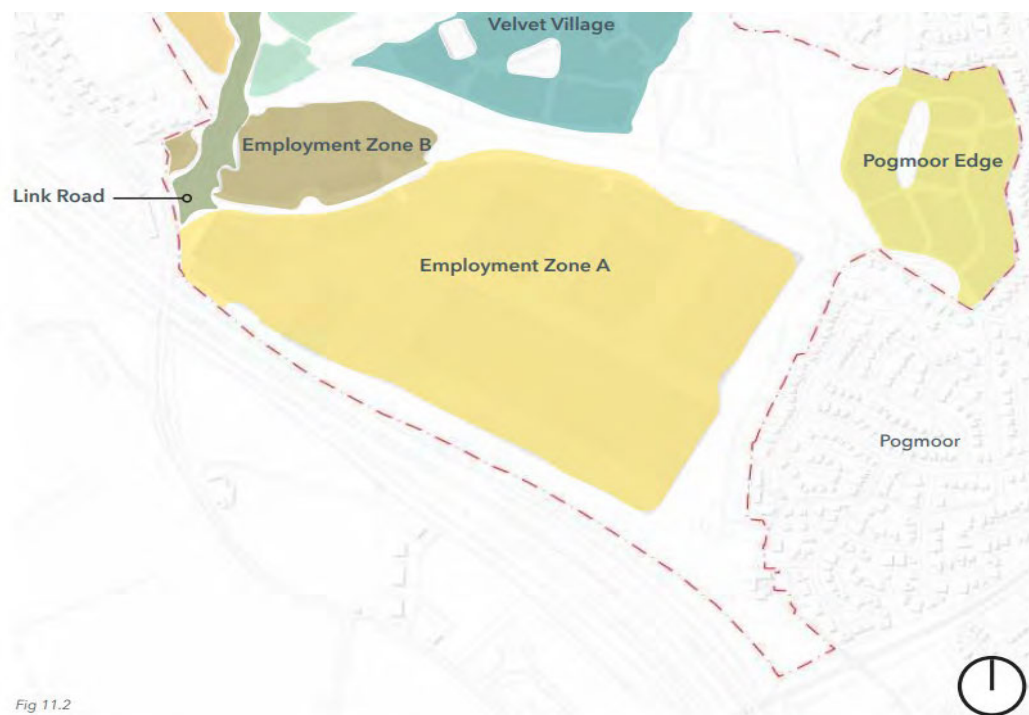 Velvet Village
Employment Zone B
Pogmoor Edge
Link Road
Employment Zone A
Pogmoor
Fig 11.2